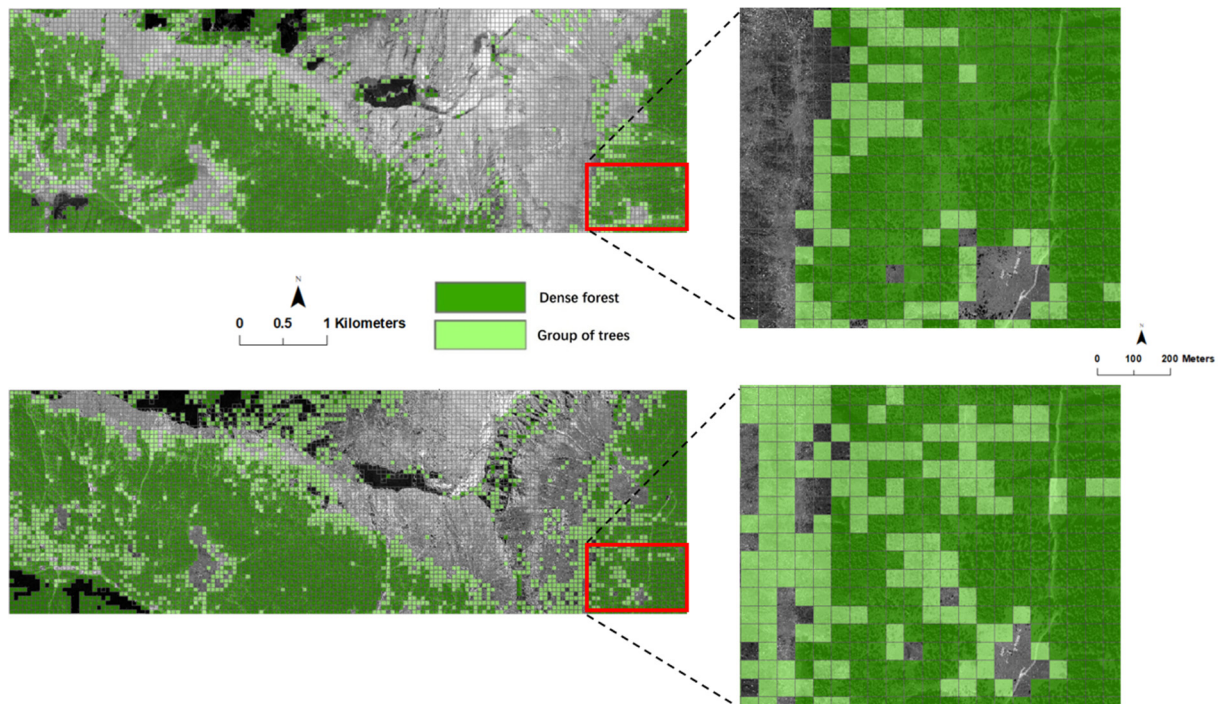 N
0 0.5 1 Kilometers
Dense forest
Group of trees
N
0 100 200 Meters